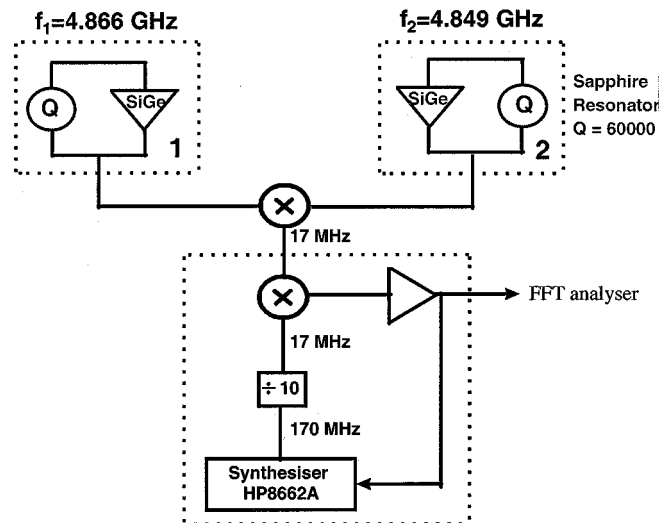 f1=4.866 GHz
f2=4.849 GHz
Q
SiGe
1
SiGe
Q
2
Sapphire
Resonator
Q = 60000
×
17 MHz
×
FFT analyser
17 MHz
÷ 10
170 MHz
Synthesiser
HP8662A